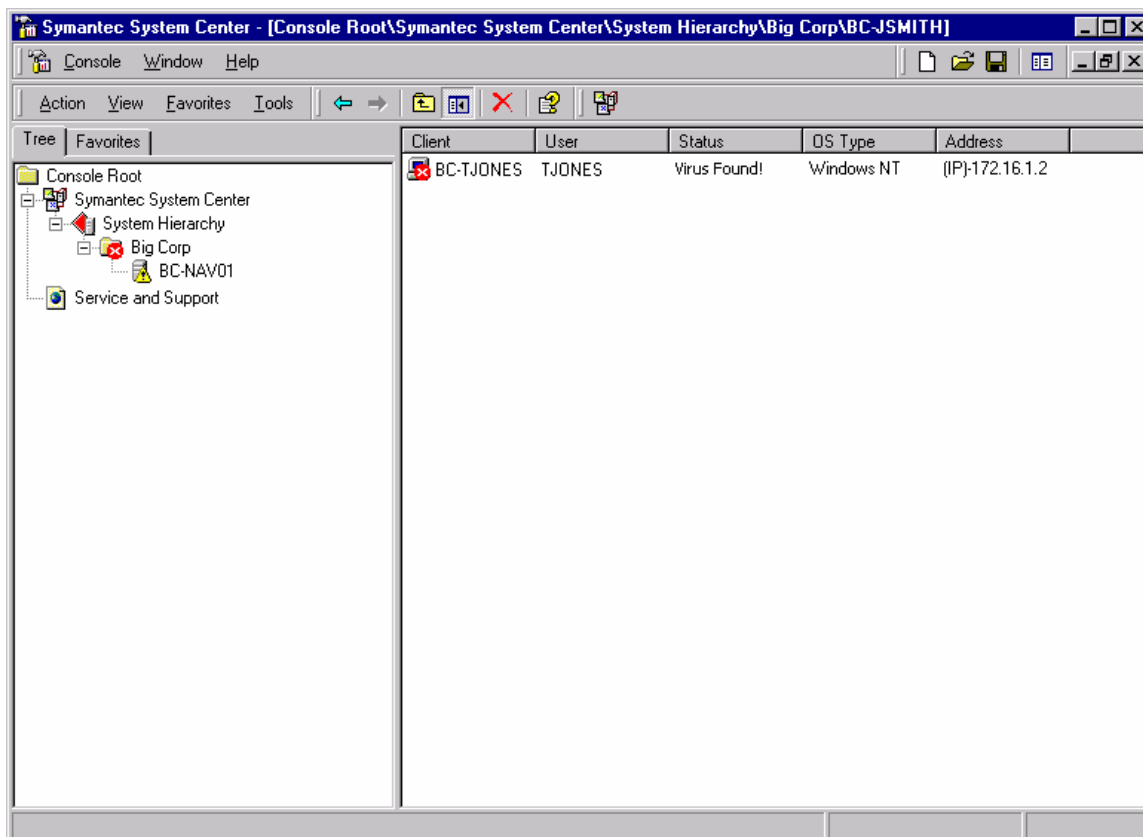 Symantec System Center - [Console Root\Symantec System Center\System Hierarchy\Big Corp\BC-JSMITH]
Console Window Help
Action View Favorites Tools
Tree Favorites
Console Root
Symantec System Center
System Hierarchy
Big Corp
BC-NAV01
Service and Support
Client User Status OS Type Address
BC-TJONES TJONES Virus Found! Windows NT (IP)-172.16.1.2